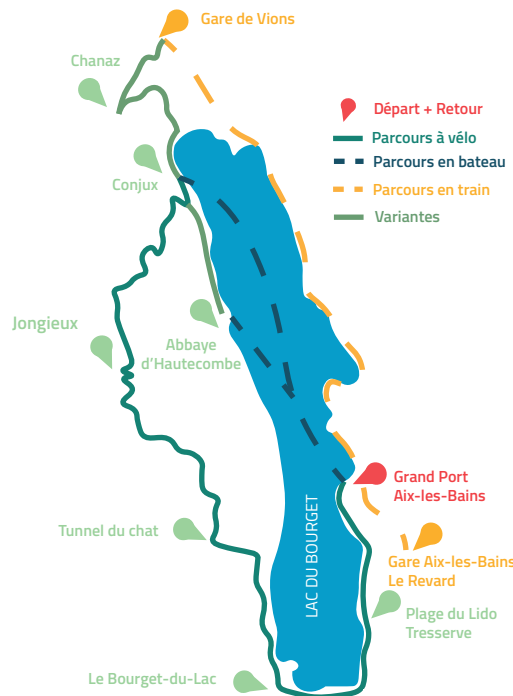 Gare de Vions
Chanaz
Départ + Retour
Parcours à vélo
Parcours en bateau
Parcours en train
Variantes
Conjux
Jongieux
Abbaye
d'Hautecombe
Grand Port
Aix-les-Bains
LAC DU BOURGET
Tunnel du chat
Gare Aix-les-Bains
Le Revard
Plage du Lido
Tresserve
Le Bourget-du-Lac